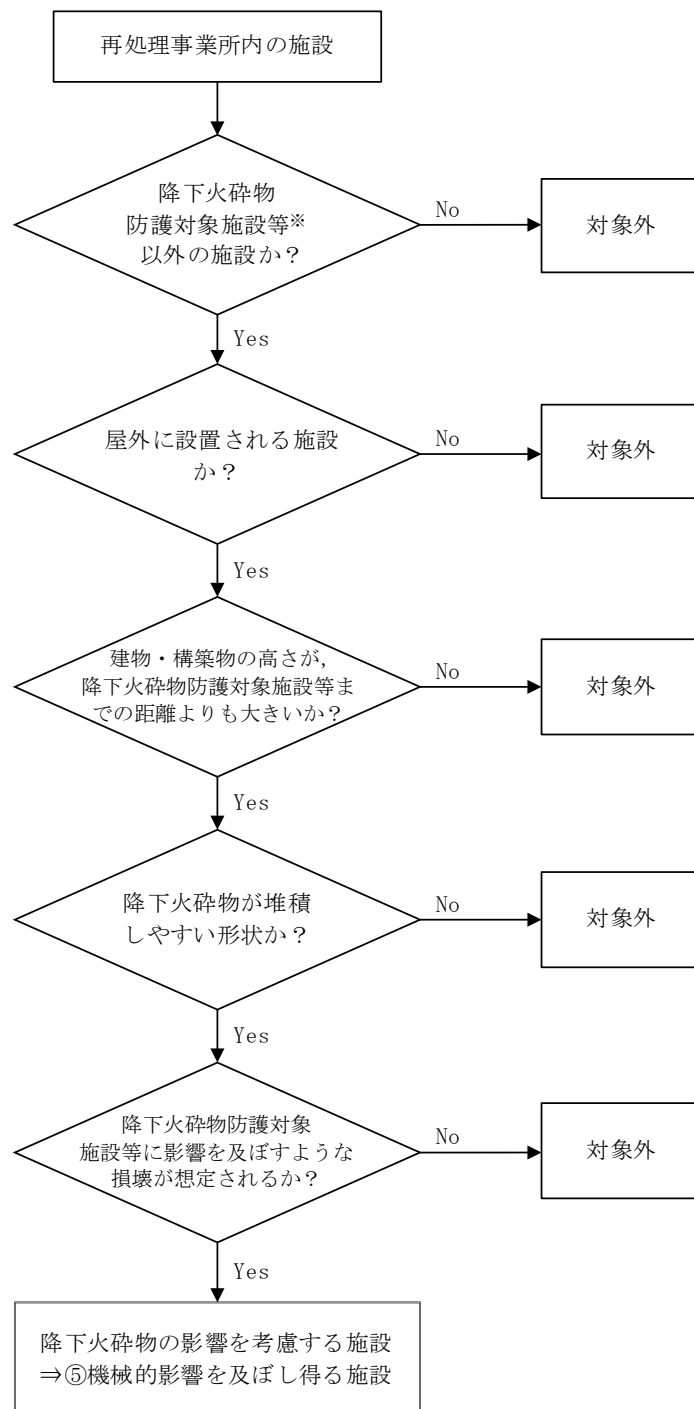 再処理事業所内の施設
降下火砕物
防護対象施設等※
以外の施設か？
No
対象外
Yes
屋外に設置される施設
か？
No
対象外
Yes
建物・構築物の高さが，
降下火砕物防護対象施設等ま
での距離よりも大きいか？
No
対象外
Yes
降下火砕物が堆積
しやすい形状か？
No
対象外
Yes
降下火砕物防護対象
施設等に影響を及ぼすような
損壊が想定されるか？
No
対象外
Yes
降下火砕物の影響を考慮する施設
⇒⑤機械的影響を及ぼし得る施設